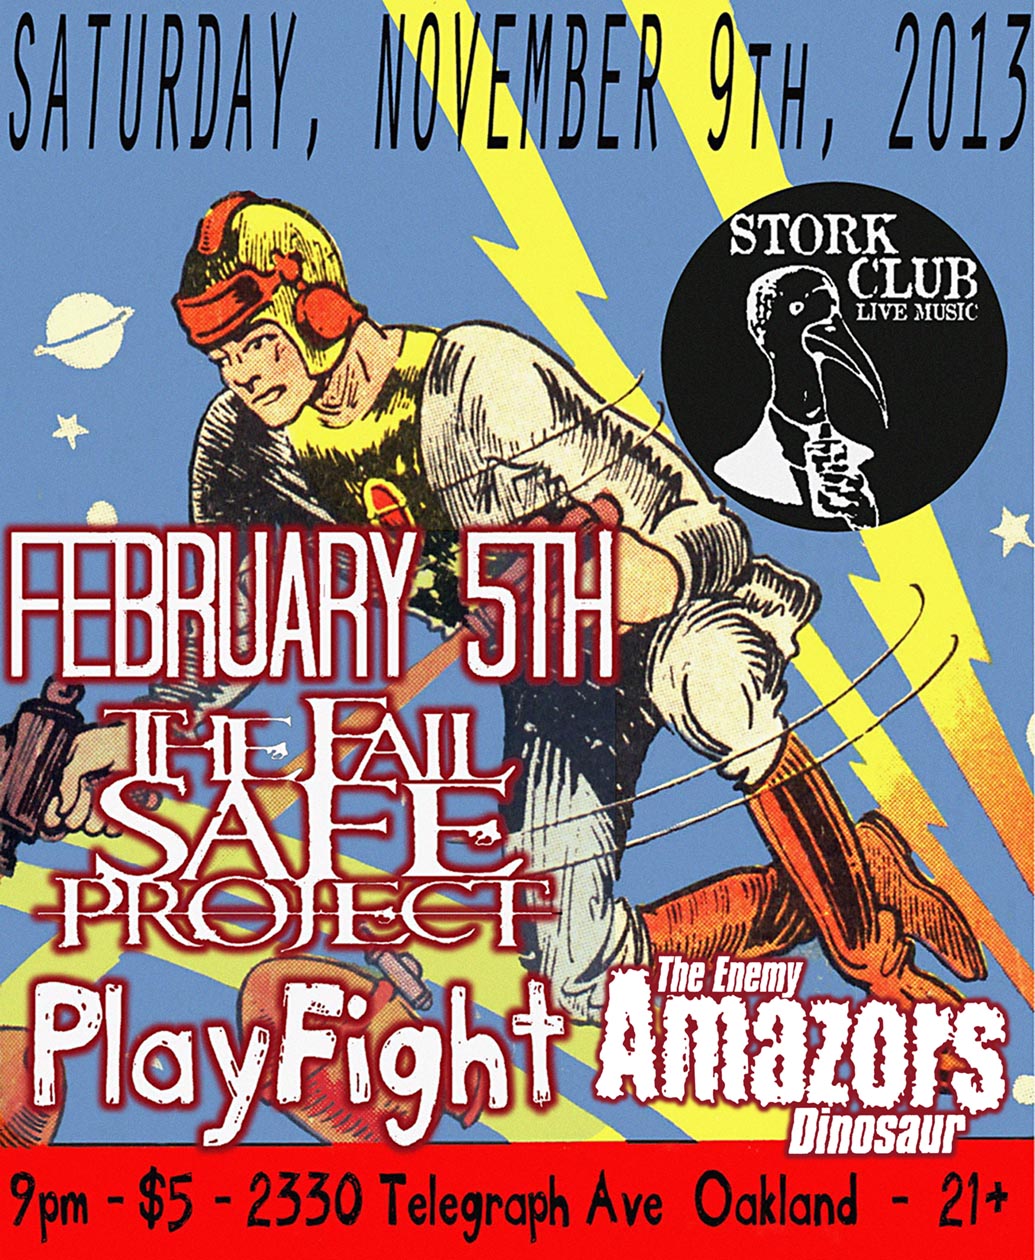 SATURDAY, NOVEMBER 9TH, 2013
STORK
CLUB
LIVE MUSIC
FEBRUARY 5TH
THE FAIL
SAFE
PROJECT
PlayFight
The Enemy
Amazors
Dinosaur
9pm - $5 - 2330 Telegraph Ave Oakland - 21+